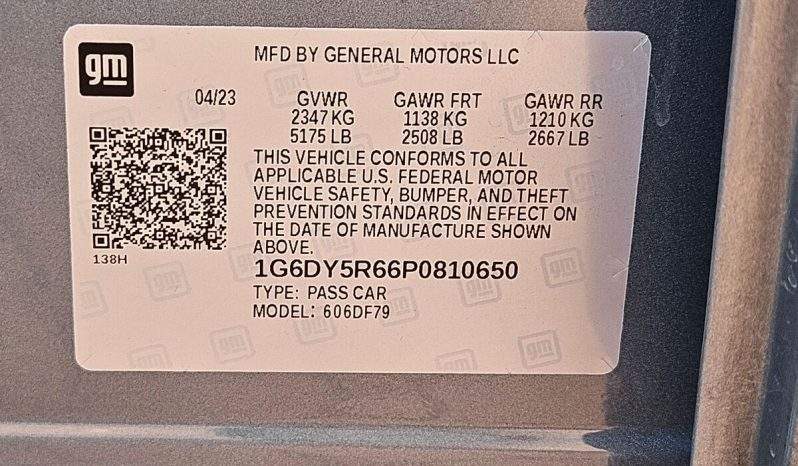 gm
MFD BY GENERAL MOTORS LLC
04/23 GVWR GAWR FRT GAWR RR
2347 KG 1138 KG 1210 KG
5175 LB 2508 LB 2667 LB
THIS VEHICLE CONFORMS TO ALL
APPLICABLE U.S. FEDERAL MOTOR
VEHICLE SAFETY, BUMPER, AND THEFT
PREVENTION STANDARDS IN EFFECT ON
THE DATE OF MANUFACTURE SHOWN
ABOVE.
138H
1G6DY5R66P0810650
TYPE: PASS CAR
MODEL: 606DF79